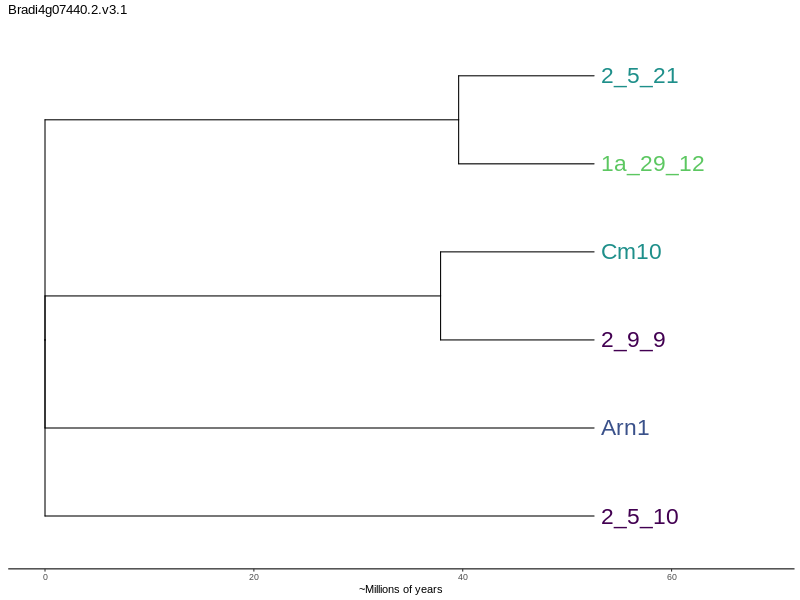 Bradi4g07440.2.v3.1
2_5_21
1a_29_12
Cm10
2_9_9
Arn1
2_5_10
0 20 40 60
~Millions of years